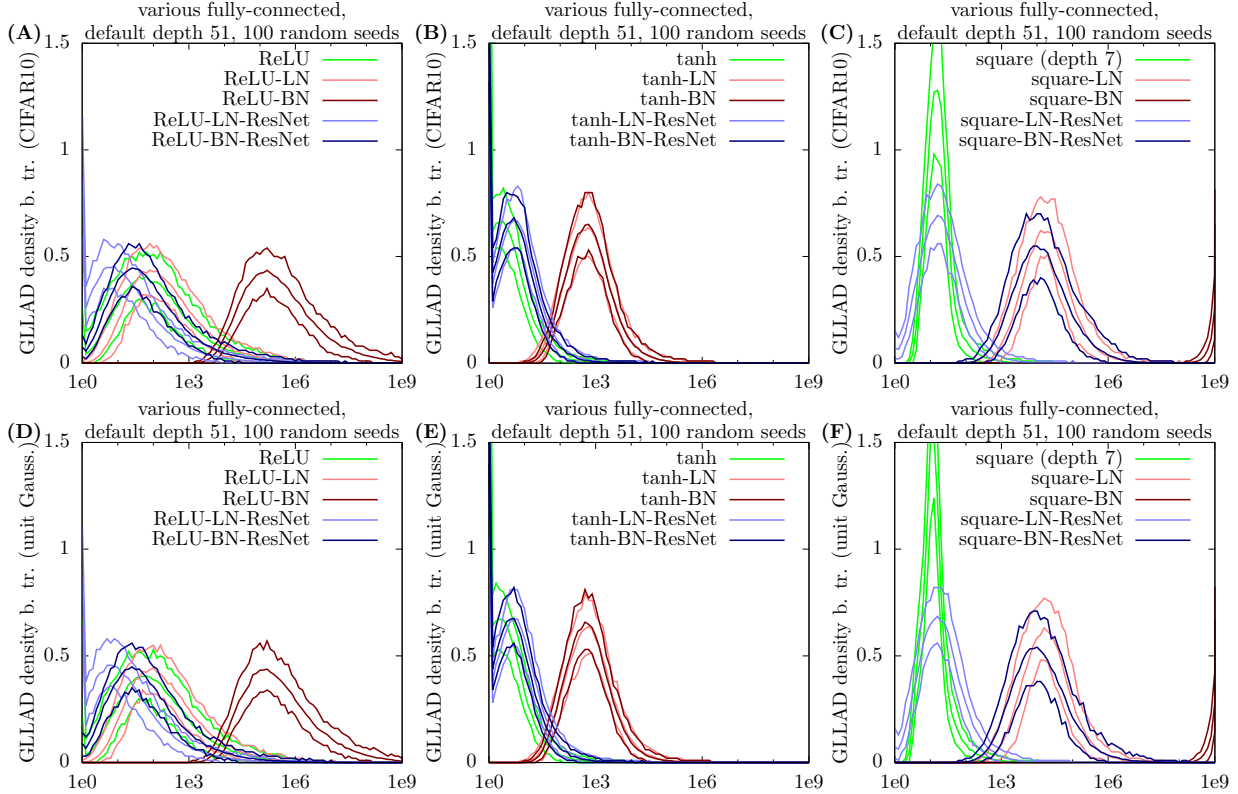 various fully-connected,
(A) default depth 51, 100 random seeds
GLLAD density b. tr. (CIFAR10)
1.5
1
0.5
0
ReLU
ReLU-LN
ReLU-BN
ReLU-LN-ResNet
ReLU-BN-ResNet
1e0 1e3 1e6 1e9
various fully-connected,
(B) default depth 51, 100 random seeds
GLLAD density b. tr. (CIFAR10)
1.5
1
0.5
0
tanh
tanh-LN
tanh-BN
tanh-LN-ResNet
tanh-BN-ResNet
1e0 1e3 1e6 1e9
various fully-connected,
(C) default depth 51, 100 random seeds
GLLAD density b. tr. (CIFAR10)
1.5
1
0.5
0
square (depth 7)
square-LN
square-BN
square-LN-ResNet
square-BN-ResNet
1e0 1e3 1e6 1e9
various fully-connected,
(D) default depth 51, 100 random seeds
GLLAD density b. tr. (unit Gauss.)
1.5
1
0.5
0
ReLU
ReLU-LN
ReLU-BN
ReLU-LN-ResNet
ReLU-BN-ResNet
1e0 1e3 1e6 1e9
various fully-connected,
(E) default depth 51, 100 random seeds
GLLAD density b. tr. (unit Gauss.)
1.5
1
0.5
0
tanh
tanh-LN
tanh-BN
tanh-LN-ResNet
tanh-BN-ResNet
1e0 1e3 1e6 1e9
various fully-connected,
(F) default depth 51, 100 random seeds
GLLAD density b. tr. (unit Gauss.)
1.5
1
0.5
0
square (depth 7)
square-LN
square-BN
square-LN-ResNet
square-BN-ResNet
1e0 1e3 1e6 1e9